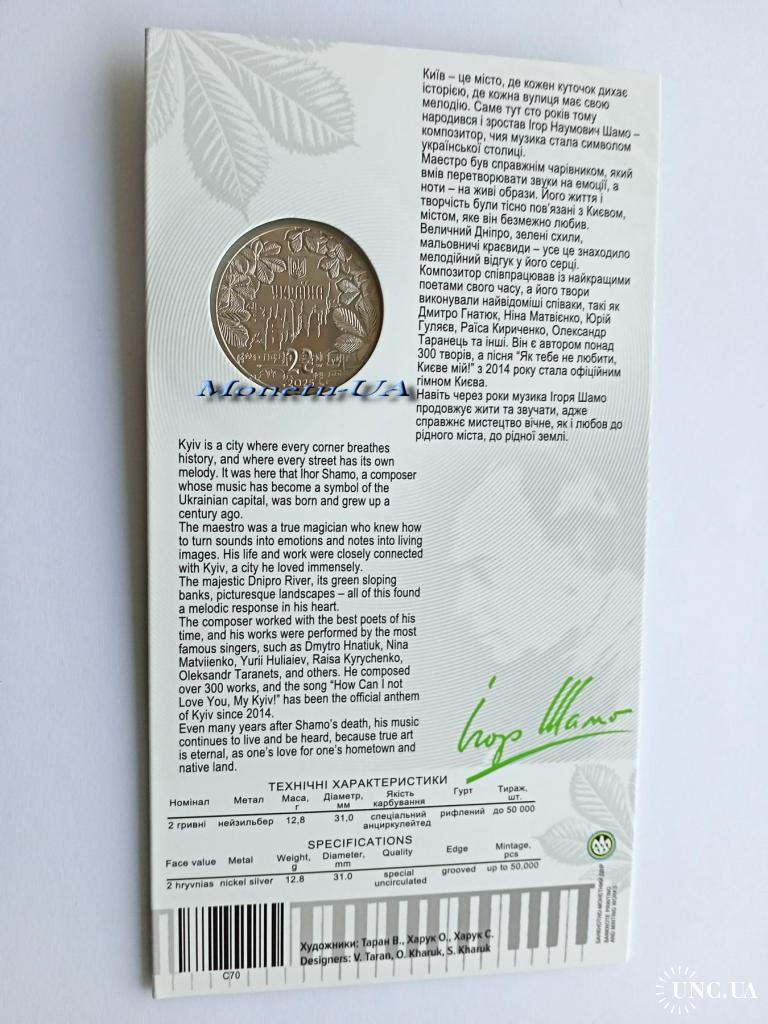 Київ – це місто, де кожен куточок дихає
історією, де кожна вулиця має свою
мелодію. Саме тут сто років тому
народився і зростав Ігор Наумович Шамо –
композитор, чия музика стала символом
української столиці.
Маестро був справжнім чарівником, який
вмів перетворювати звуки на емоції, а
ноти – на живі образи. Його життя і
творчість були тісно пов’язані з Києвом,
містом, яке він безмежно любив.
Величний Дніпро, зелені схили,
мальовничі краєвиди – усе це знаходило
мелодійний відгук у його серці.
Композитор співпрацював із найкращими
поетами свого часу, а його твори
виконували найвідоміші співаки, такі як
Дмитро Гнатюк, Ніна Матвієнко, Юрій
Гуляєв, Раїса Кириченко, Олександр
Таранець та інші. Він є автором понад
300 творів, а пісня “Як тебе не любити,
Києве мій!” з 2014 року стала офіційним
гімном Києва.
Навіть через роки музика Ігоря Шамо
продовжує жити та звучати, адже
справжнє мистецтво вічне, як і любов до
рідного міста, до рідної землі.
УКРАЇНА
2
Moneta-UA
Kyiv is a city where every corner breathes
history, and where every street has its own
melody. It was here that Ihor Shamo, a composer
whose music has become a symbol of the
Ukrainian capital, was born and grew up a
century ago.
The maestro was a true magician who knew how
to turn sounds into emotions and notes into living
images. His life and work were closely connected
with Kyiv, a city he loved immensely.
The majestic Dnipro River, its green sloping
banks, picturesque landscapes – all of this found
a melodic response in his heart.
The composer worked with the best poets of his
time, and his works were performed by the most
famous singers, such as Dmytro Hnatiuk, Nina
Matviienko, Yurii Huliaiev, Raisa Kyrychenko,
Oleksandr Taranets, and others. He composed
over 300 works, and the song “How Can I not
Love You, My Kyiv!” has been the official anthem
of Kyiv since 2014.
Even many years after Shamo’s death, his music
continues to live and be heard, because true art
is eternal, as one’s love for one’s hometown and
native land.
Ігор Шамо
ТЕХНІЧНІ ХАРАКТЕРИСТИКИ
Номінал Метал Маса, г Діаметр, мм Якість карбування Гурт Тираж, шт.
2 гривні нейзильбер 12,8 31,0 спеціальний анциркулейтед рифлений до 50 000
SPECIFICATIONS
Face value Metal Weight, g Diameter, mm Quality Edge Mintage, pcs
2 hryvnias nickel silver 12.8 31.0 special uncirculated grooved up to 50,000
БАНКНОТНО-МОНЕТНИЙ ДВІР
BANKNOTE PRINTING
AND MINTING WORKS
Художники: Таран В., Харук О., Харук С.
Designers: V. Taran, O. Kharuk, S. Kharuk
C70
UNC.UA